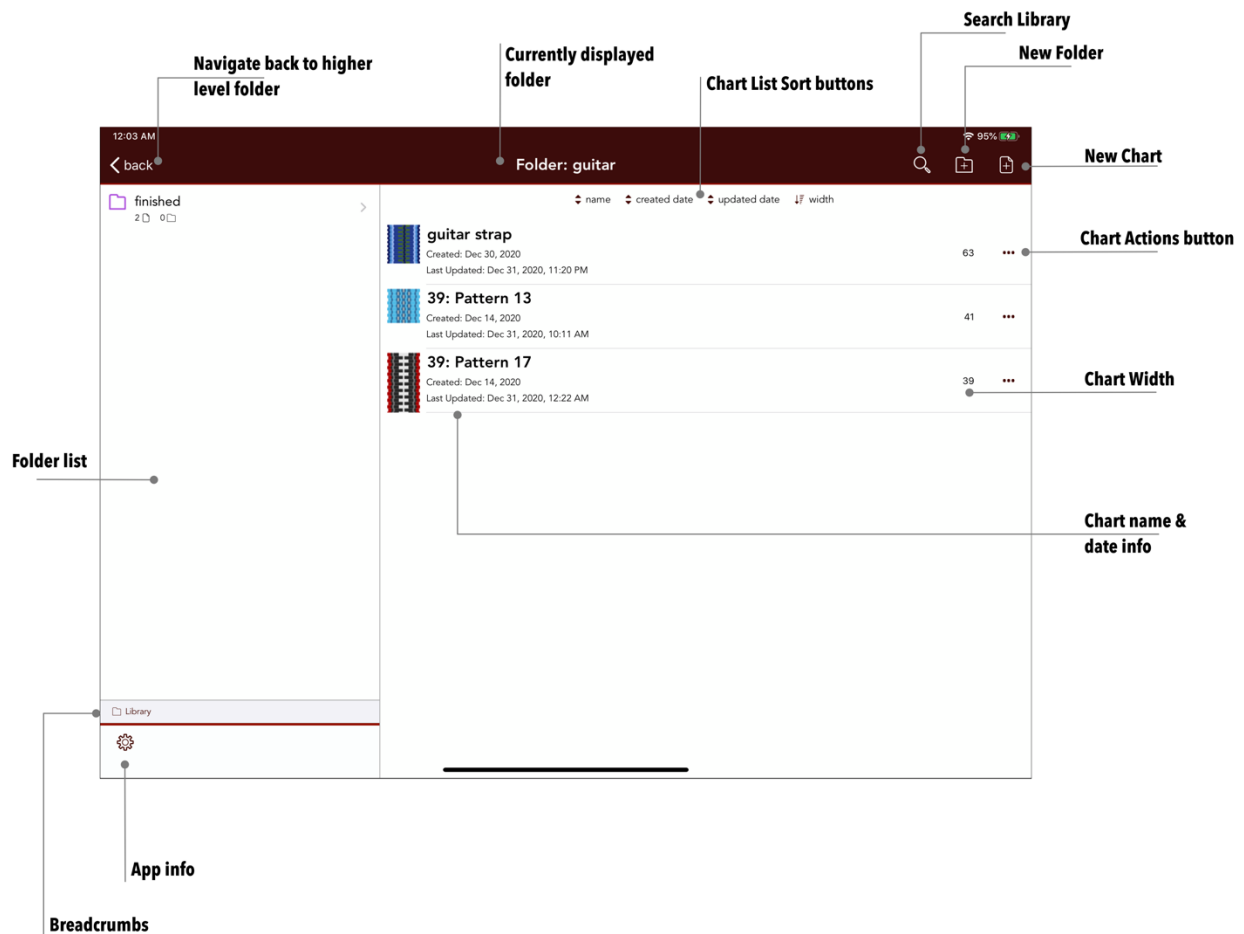 Search Library
New Folder
Navigate back to higher
level folder
Currently displayed
folder
Chart List Sort buttons
12:03 AM
95%
back
Folder: guitar
New Chart
finished
2 0
name created date updated date width
guitar strap
Created: Dec 30, 2020
Last Updated: Dec 31, 2020, 11:20 PM
63
Chart Actions button
39: Pattern 13
Created: Dec 14, 2020
Last Updated: Dec 31, 2020, 10:11 AM
41
39: Pattern 17
Created: Dec 14, 2020
Last Updated: Dec 31, 2020, 12:22 AM
39
Chart Width
Folder list
Chart name &
date info
Library
App info
Breadcrumbs